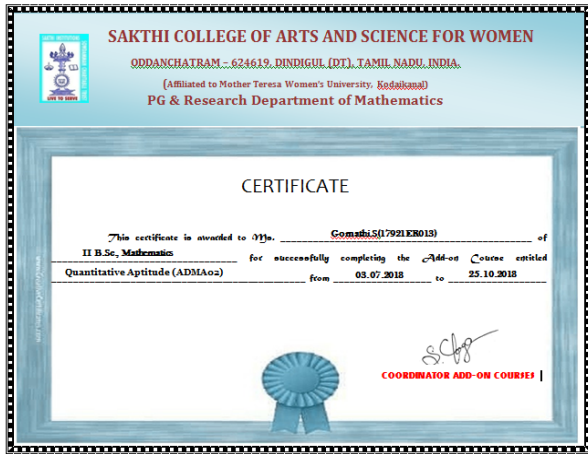 SAKTHI COLLEGE OF ARTS AND SCIENCE FOR WOMEN
ODDANCHATRAM – 624619, DINDIGUL (DT), TAMIL NADU, INDIA.
(Affiliated to Mother Teresa Women's University, Kodaikanal)
PG & Research Department of Mathematics
LIVE TO SERVE
CERTIFICATE
This certificate is awarded to Ms. Gomathi.S(17921ER013) of
II B.Sc., Mathematics for successfully completing the Add-on Course entitled
Quantitative Aptitude (ADMA02) from 03.07.2018 to 25.10.2018
COORDINATOR ADD-ON COURSES